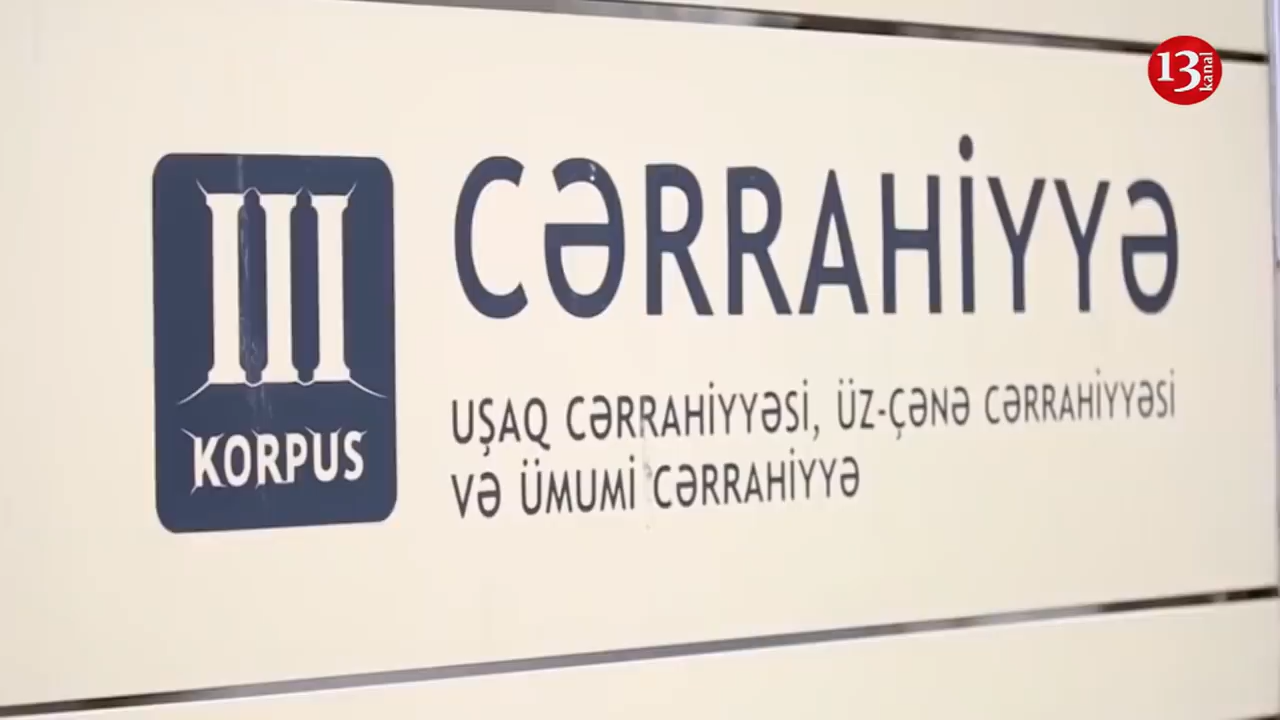 13 kanal
III
KORPUS
CƏRRAHİYYƏ
UŞAQ CƏRRAHİYYƏSİ, ÜZ-ÇƏNƏ CƏRRAHİYYƏSİ
VƏ ÜMUMİ CƏRRAHİYYƏ